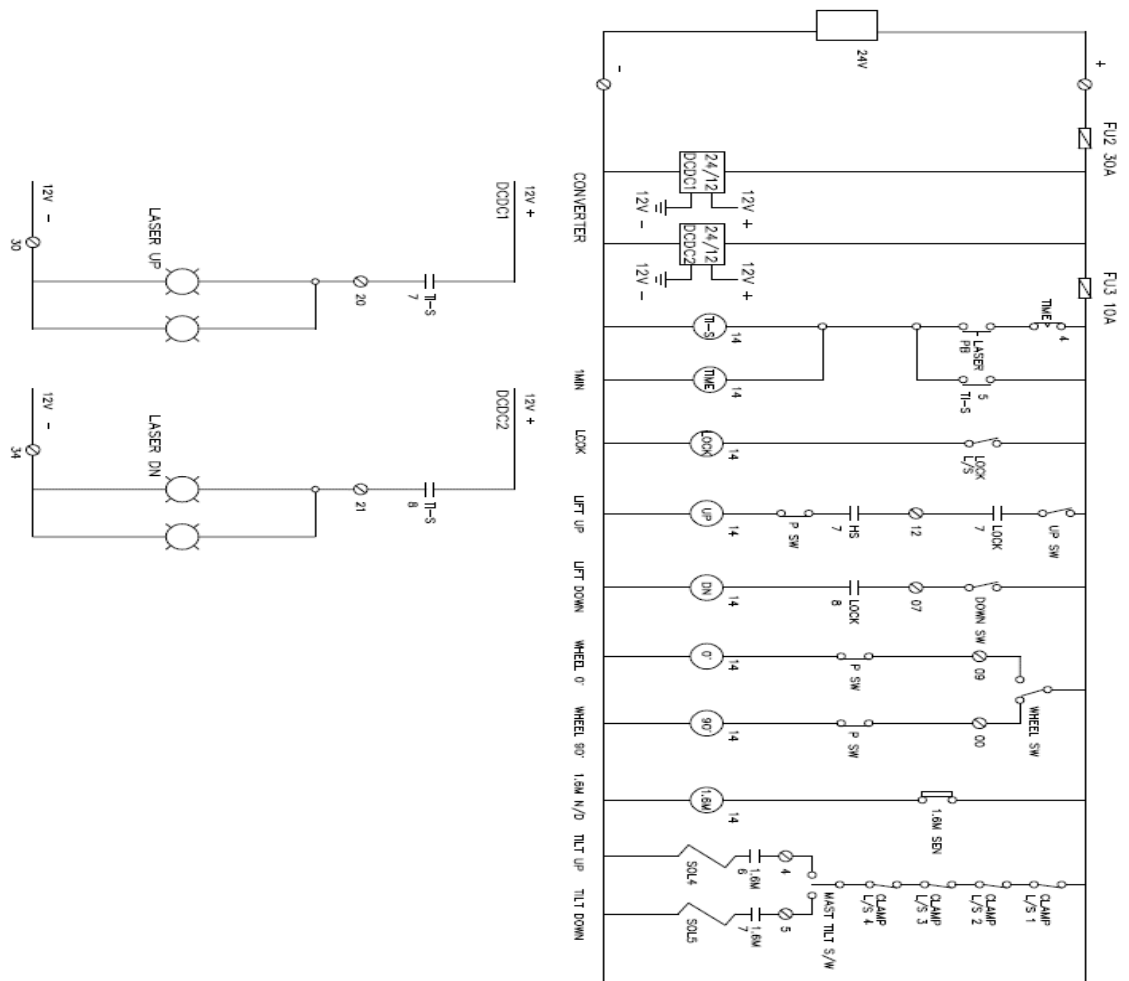 24V
+
-
FU2 30A
24/12
DCDC1
12V +
12V -
CONVERTER
24/12
DCDC2
12V +
12V -
FU3 10A
TIME
4
LASER
PB
TI-S
14
5
TI-S
TIME
14
1MIN
LOCK
L/S
LOCK
14
LOCK
UP SW
LOCK
7
12
HS
7
P SW
UP
14
LIFT UP
DOWN SW
07
LOCK
8
DN
14
LIFT DOWN
WHEEL SW
09
P SW
0°
14
WHEEL 0°
00
P SW
90°
14
WHEEL 90°
1.6M SEN
1.6M
14
1.6M N/D
CLAMP
L/S 1
CLAMP
L/S 2
CLAMP
L/S 3
CLAMP
L/S 4
MAST TILT S/W
4
1.6M
6
SOL4
TILT UP
5
1.6M
7
SOL5
TILT DOWN
12V +
DCDC1
TI-S
7
20
LASER UP
12V -
30
12V +
DCDC2
TI-S
8
21
LASER DN
12V -
34